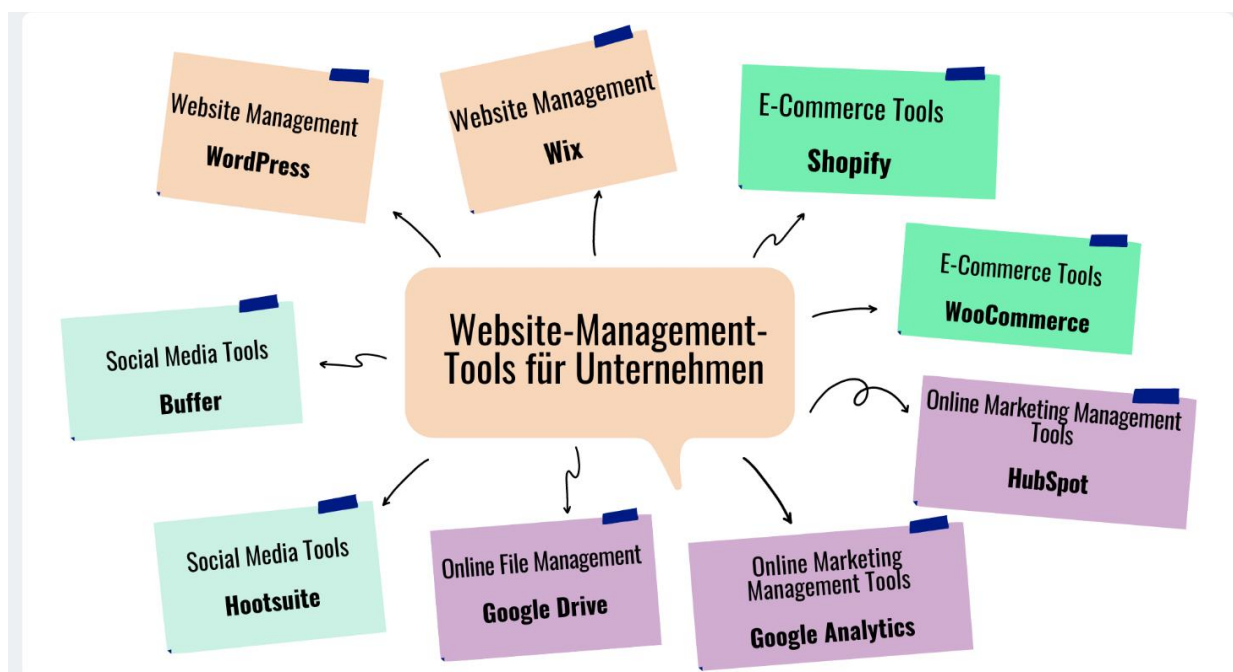 Website Management
WordPress
Website Management
Wix
E-Commerce Tools
Shopify
E-Commerce Tools
WooCommerce
Website-Management-
Tools für Unternehmen
Social Media Tools
Buffer
Online Marketing Management
Tools
HubSpot
Social Media Tools
Hootsuite
Online File Management
Google Drive
Online Marketing
Management Tools
Google Analytics